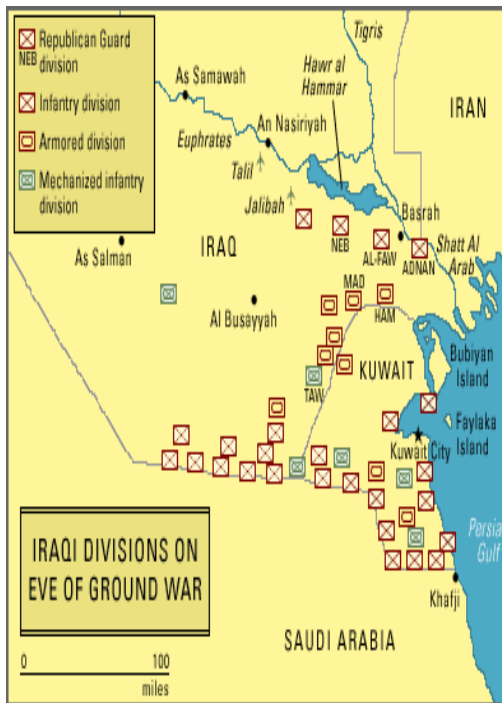 Republican Guard
NEB division
Infantry division
Armored division
Mechanized infantry
division
Tigris
Hawr al
Hammar
IRAN
As Samawah
An Nasiriyah
Euphrates
Talil
Jalibah
Basrah
NEB
AL-FAW
ADNAN
Shatt Al
Arab
As Salman
IRAQ
Al Busayyah
MAD
HAM
KUWAIT
TAW
Bubiyan
Island
Faylaka
Island
Kuwait City
Persian
Gulf
IRAQI DIVISIONS ON
EVE OF GROUND WAR
Khafji
SAUDI ARABIA
0 100
miles